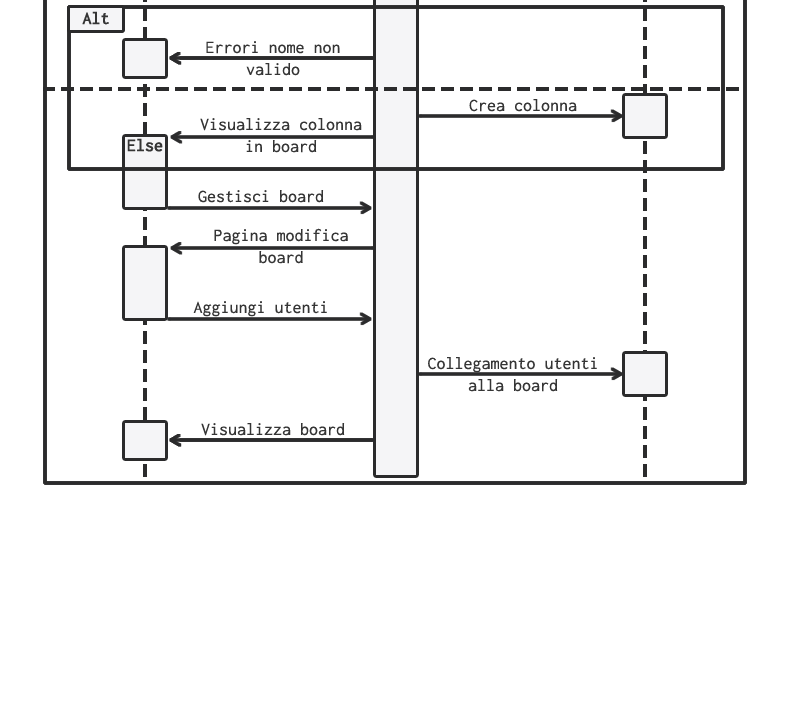 Alt
Errori nome non
valido
Crea colonna
Visualizza colonna
in board
Else
Gestisci board
Pagina modifica
board
Aggiungi utenti
Collegamento utenti
alla board
Visualizza board